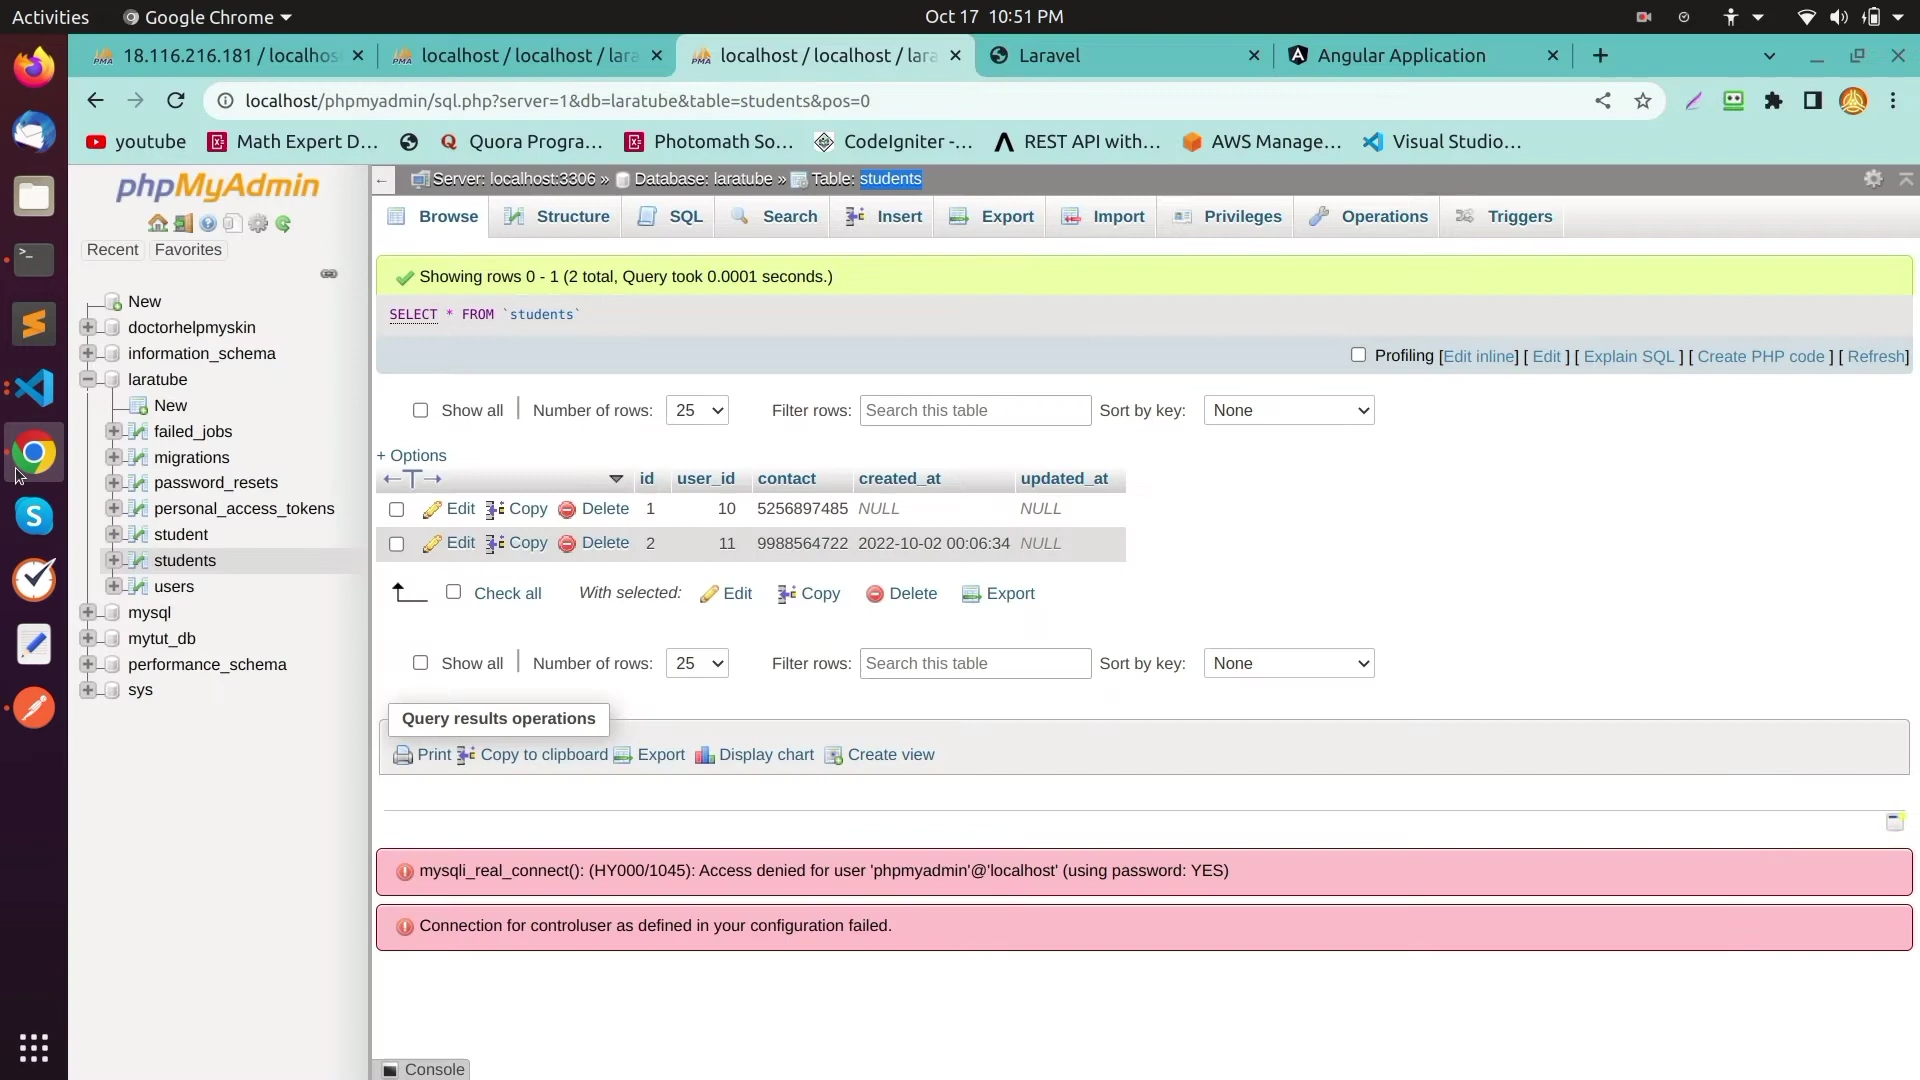 Activities
Google Chrome
Oct 17 10:51 PM
18.116.216.181 / localhos
localhost / localhost / lara
localhost / localhost / lara
Laravel
Angular Application
localhost/phpmyadmin/sql.php?server=1&db=laratube&table=students&pos=0
youtube
Math Expert D...
Quora Progra...
Photomath So...
CodeIgniter -...
REST API with...
AWS Manage...
Visual Studio...
phpMyAdmin
Recent
Favorites
New
doctorhelpmyskin
information_schema
laratube
New
failed_jobs
migrations
password_resets
personal_access_tokens
student
students
users
mysql
mytut_db
performance_schema
sys
Server: localhost:3306 » Database: laratube » Table: students
Browse
Structure
SQL
Search
Insert
Export
Import
Privileges
Operations
Triggers
Showing rows 0 - 1 (2 total, Query took 0.0001 seconds.)
SELECT * FROM `students`
Profiling [Edit inline] [ Edit ] [ Explain SQL ] [ Create PHP code ] [ Refresh]
Show all | Number of rows: 25 Filter rows: Search this table Sort by key: None
+ Options
id user_id contact created_at updated_at
Edit Copy Delete 1 10 5256897485 NULL NULL
Edit Copy Delete 2 11 9988564722 2022-10-02 00:06:34 NULL
Check all With selected: Edit Copy Delete Export
Show all | Number of rows: 25 Filter rows: Search this table Sort by key: None
Query results operations
Print Copy to clipboard Export Display chart Create view
mysqli_real_connect(): (HY000/1045): Access denied for user 'phpmyadmin'@'localhost' (using password: YES)
Connection for controluser as defined in your configuration failed.
Console